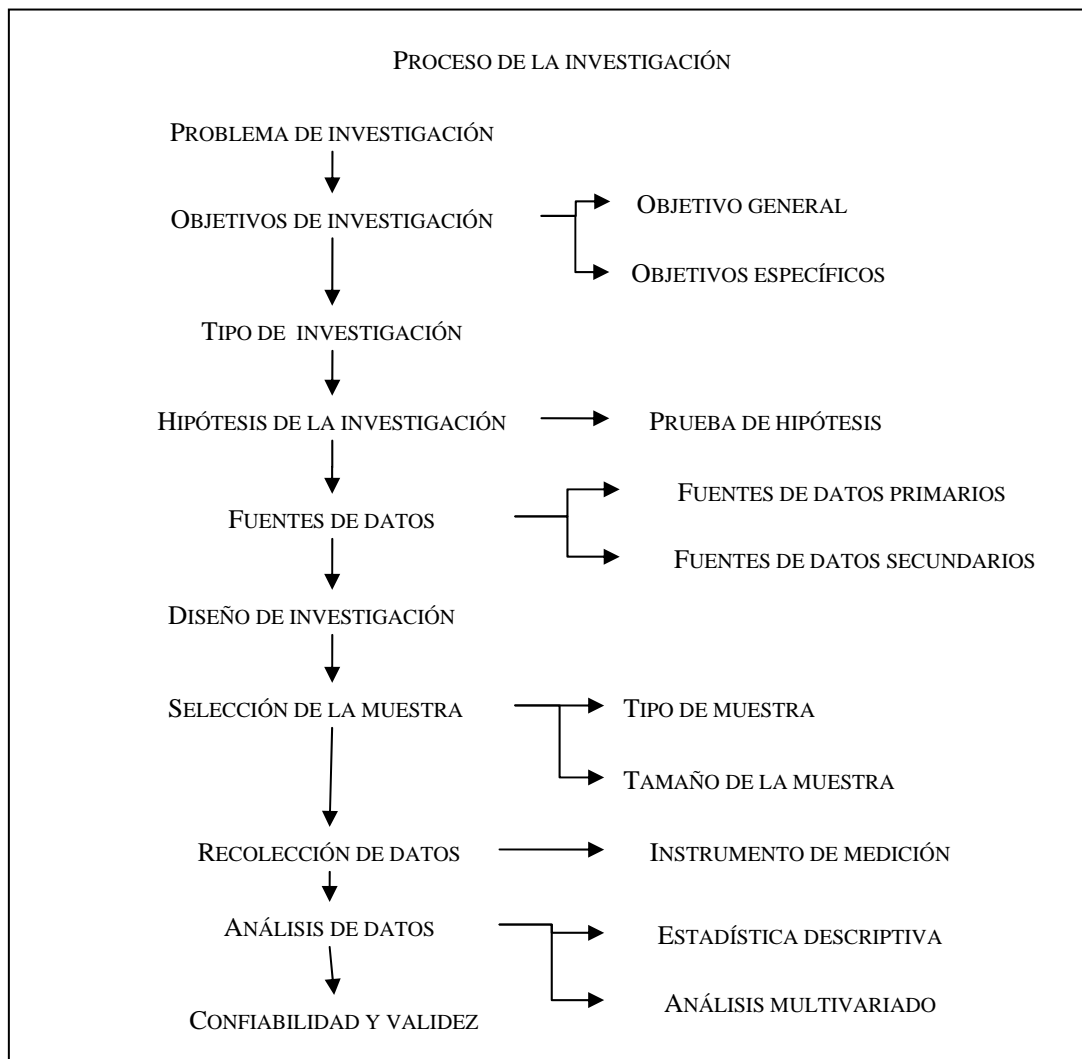 PROCESO DE LA INVESTIGACIÓN
PROBLEMA DE INVESTIGACIÓN
OBJETIVOS DE INVESTIGACIÓN
OBJETIVO GENERAL
OBJETIVOS ESPECÍFICOS
TIPO DE INVESTIGACIÓN
HIPÓTESIS DE LA INVESTIGACIÓN
PRUEBA DE HIPÓTESIS
FUENTES DE DATOS
FUENTES DE DATOS PRIMARIOS
FUENTES DE DATOS SECUNDARIOS
DISEÑO DE INVESTIGACIÓN
SELECCIÓN DE LA MUESTRA
TIPO DE MUESTRA
TAMAÑO DE LA MUESTRA
RECOLECCIÓN DE DATOS
INSTRUMENTO DE MEDICIÓN
ANÁLISIS DE DATOS
ESTADÍSTICA DESCRIPTIVA
ANÁLISIS MULTIVARIADO
CONFIABILIDAD Y VALIDEZ